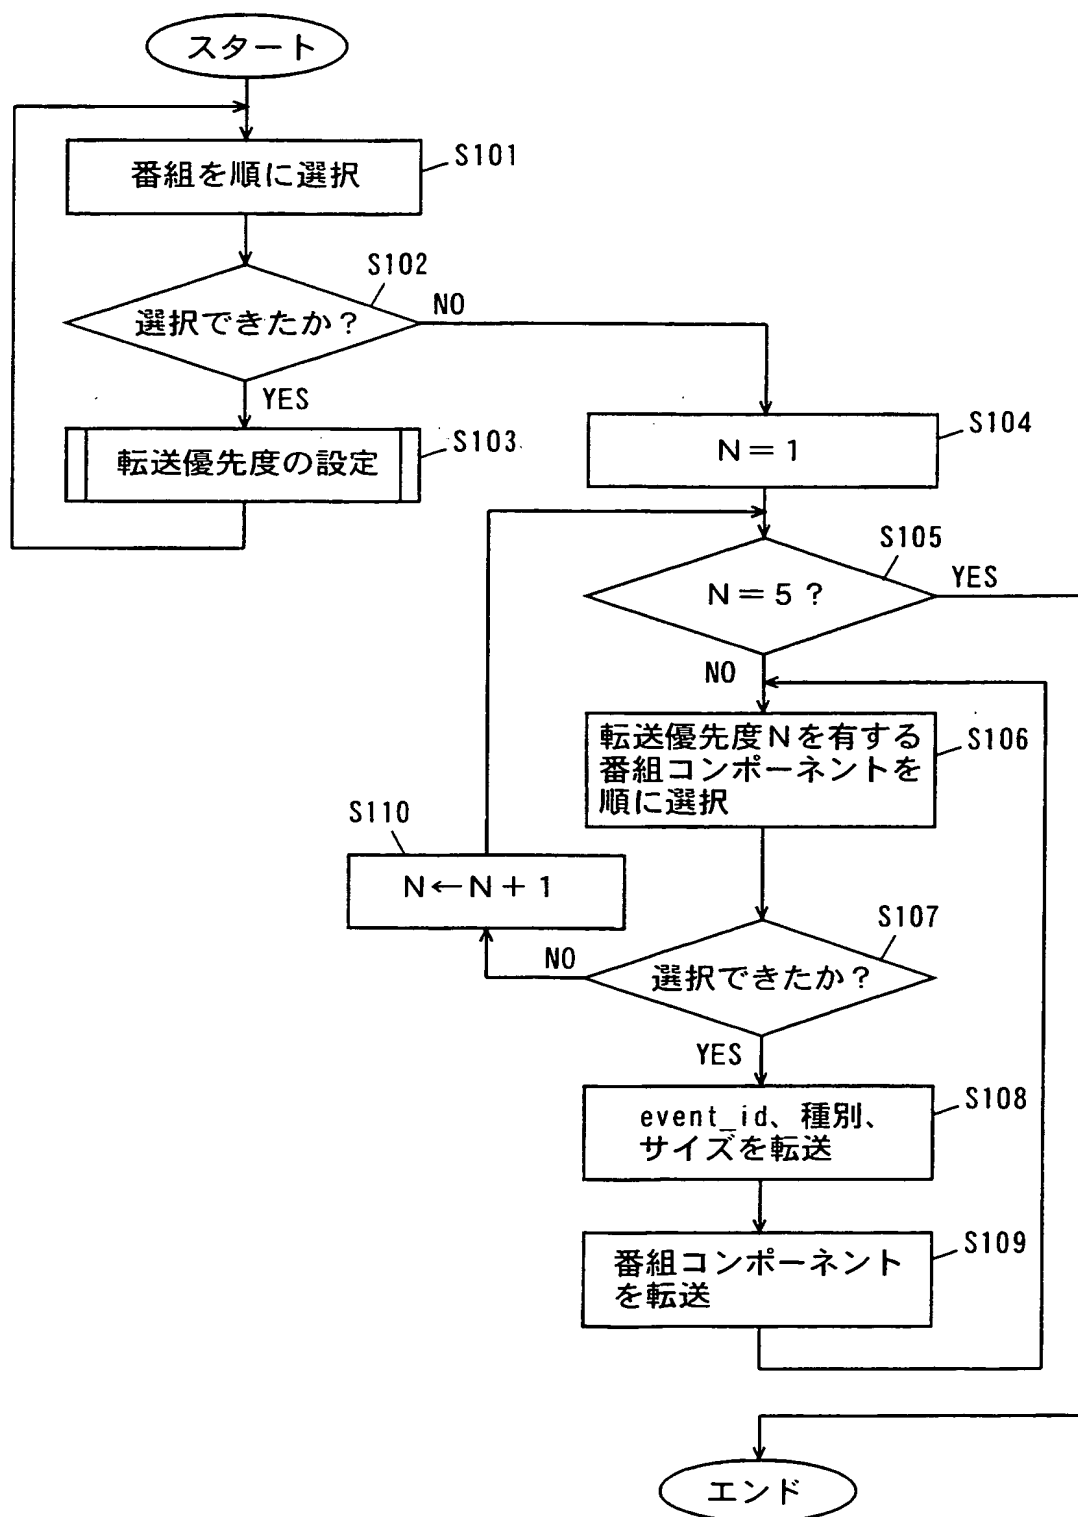 スタート
番組を順に選択
S101
S102
選択できたか？
NO
YES
転送優先度の設定
S103
N＝1
S104
S105
N＝5？
YES
NO
転送優先度Nを有する
番組コンポーネントを
順に選択
S106
S110
N←N＋1
S107
選択できたか？
NO
YES
event_id、種別、
サイズを転送
S108
番組コンポーネント
を転送
S109
エンド